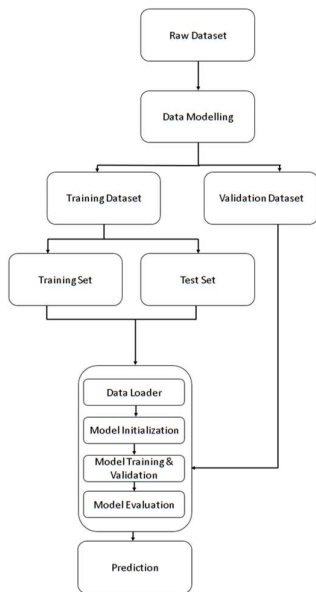 Raw Dataset
Data Modelling
Training Dataset
Validation Dataset
Training Set
Test Set
Data Loader
Model Initialization
Model Training &
Validation
Model Evaluation
Prediction